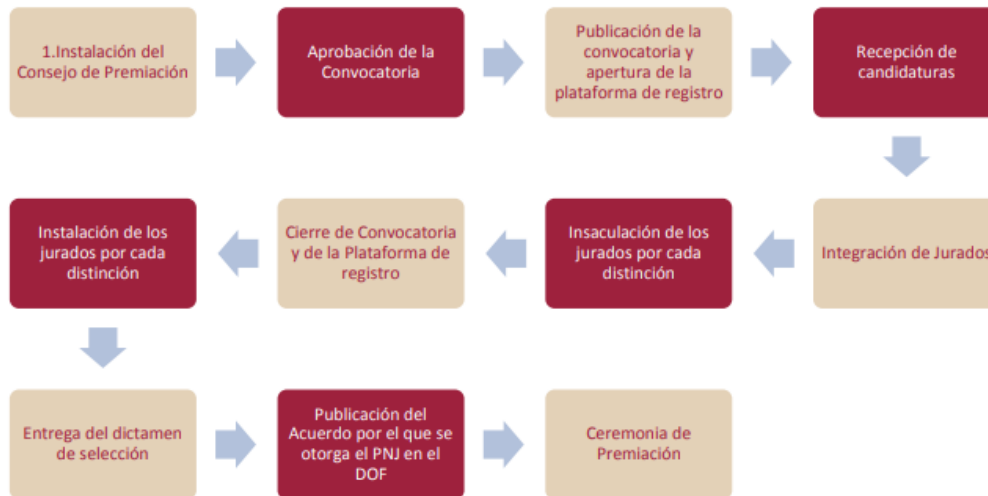 1.Instalación del
Consejo de Premiación
Aprobación de la
Convocatoria
Publicación de la
convocatoria y
apertura de la
plataforma de registro
Recepción de
candidaturas
Integración de Jurados
Insaculación de los
jurados por cada
distinción
Cierre de Convocatoria
y de la Plataforma de
registro
Instalación de los
jurados por cada
distinción
Entrega del dictamen
de selección
Publicación del
Acuerdo por el que se
otorga el PNJ en el
DOF
Ceremonia de
Premiación